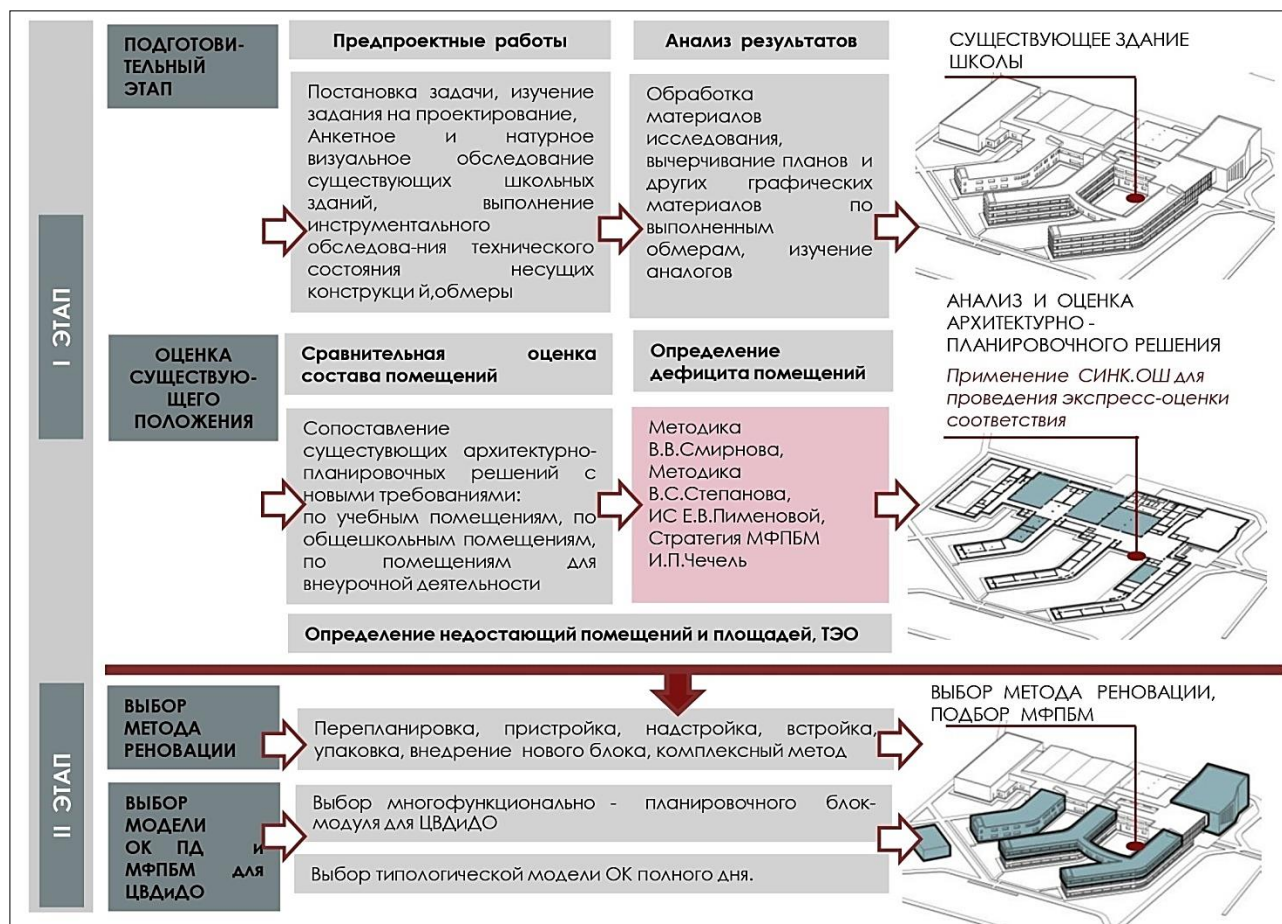 I ЭТАП
ПОДГОТОВИ-
ТЕЛЬНЫЙ
ЭТАП
Предпроектные работы
Постановка задачи, изучение
задания на проектирование,
Анкетное и натурное
визуальное обследование
существующих школьных
зданий, выполнение
инструментального
обследова-ния технического
состояния несущих
конструкци й,обмеры
Анализ результатов
Обработка
материалов
исследования,
вычерчивание планов и
других графических
материалов по
выполненным
обмерам, изучение
аналогов
СУЩЕСТВУЮЩЕЕ ЗДАНИЕ
ШКОЛЫ
ОЦЕНКА
СУЩЕСТВУЮ-
ЩЕГО
ПОЛОЖЕНИЯ
Сравнительная оценка
состава помещений
Сопоставление
существующих архитектурно-
планировочных решений с
новыми требованиями:
по учебным помещениям, по
общешкольным помещениям,
по помещениям для
внеурочной деятельности
Определение
дефицита помещений
Методика
В.В.Смирнова,
Методика
В.С.Степанова,
ИС Е.В.Пименовой,
Стратегия МФПБМ
И.П.Чечель
АНАЛИЗ И ОЦЕНКА
АРХИТЕКТУРНО -
ПЛАНИРОВОЧНОГО РЕШЕНИЯ
Применение СИНК.ОШ для
проведения экспресс-оценки
соответствия
Определение недостающий помещений и площадей, ТЭО
II ЭТАП
ВЫБОР
МЕТОДА
РЕНОВАЦИИ
Перепланировка, пристройка, надстройка, встройка,
упаковка, внедрение нового блока, комплексный метод
ВЫБОР МЕТОДА РЕНОВАЦИИ,
ПОДБОР МФПБМ
ВЫБОР
МОДЕЛИ
ОК ПД и
МФПБМ для
ЦВДиДО
Выбор многофункционально - планировочного блок-
модуля для ЦВДиДО
Выбор типологической модели ОК полного дня.